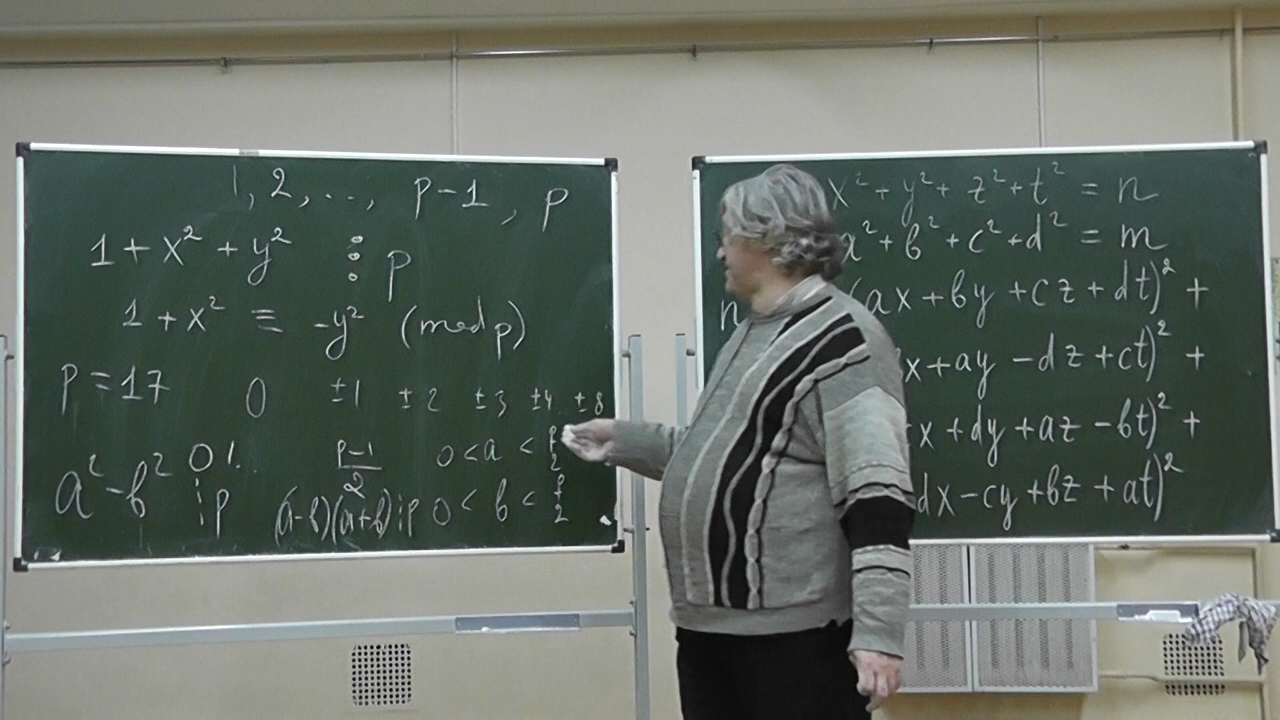 1, 2, ..., p-1, p
1 + x² + y² ⋮ p
1 + x² ≡ -y² (mod p)
p = 17 0 ±1 ±2 ±3 ±4 ... ±8
0 1 ... (p-1)/2 0 < a < p/2
a² - b² ⋮ p (a-b)(a+b) ⋮ p 0 < b < p/2
x² + y² + z² + t² = n
a² + b² + c² + d² = m
n (ax + by + cz + dt)² +
x + ay - dz + ct)² +
x + dy + az - bt)² +
dx - cy + bz + at)²